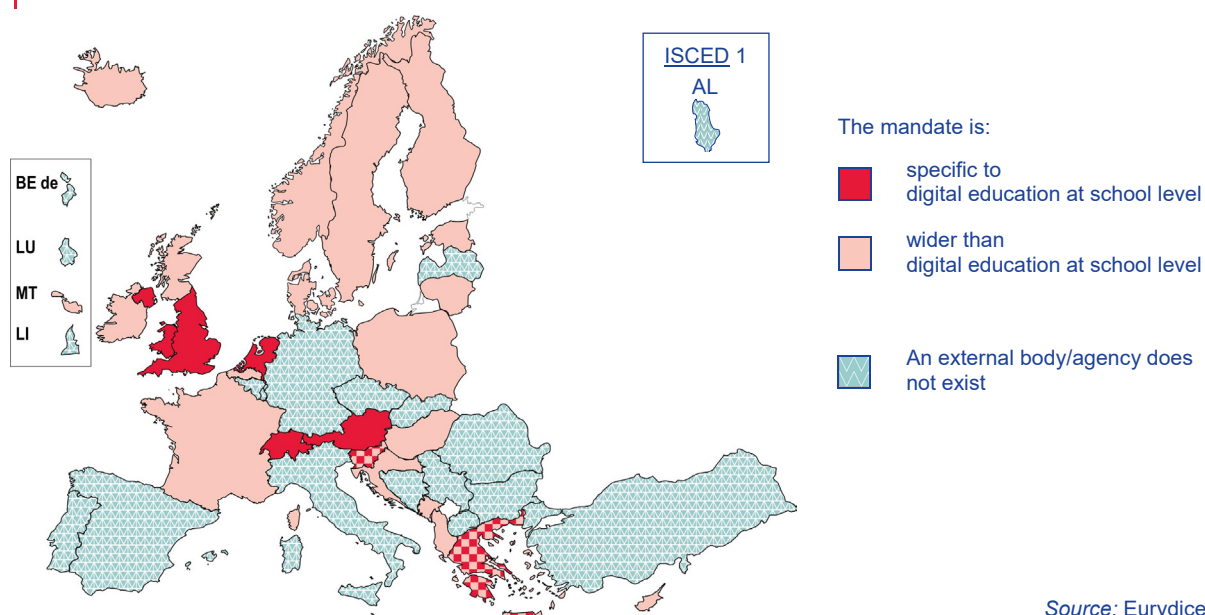 ISCED 1
AL
BE de
LU
MT
LI
The mandate is:
specific to
digital education at school level
wider than
digital education at school level
An external body/agency does
not exist
Source: Eurydice